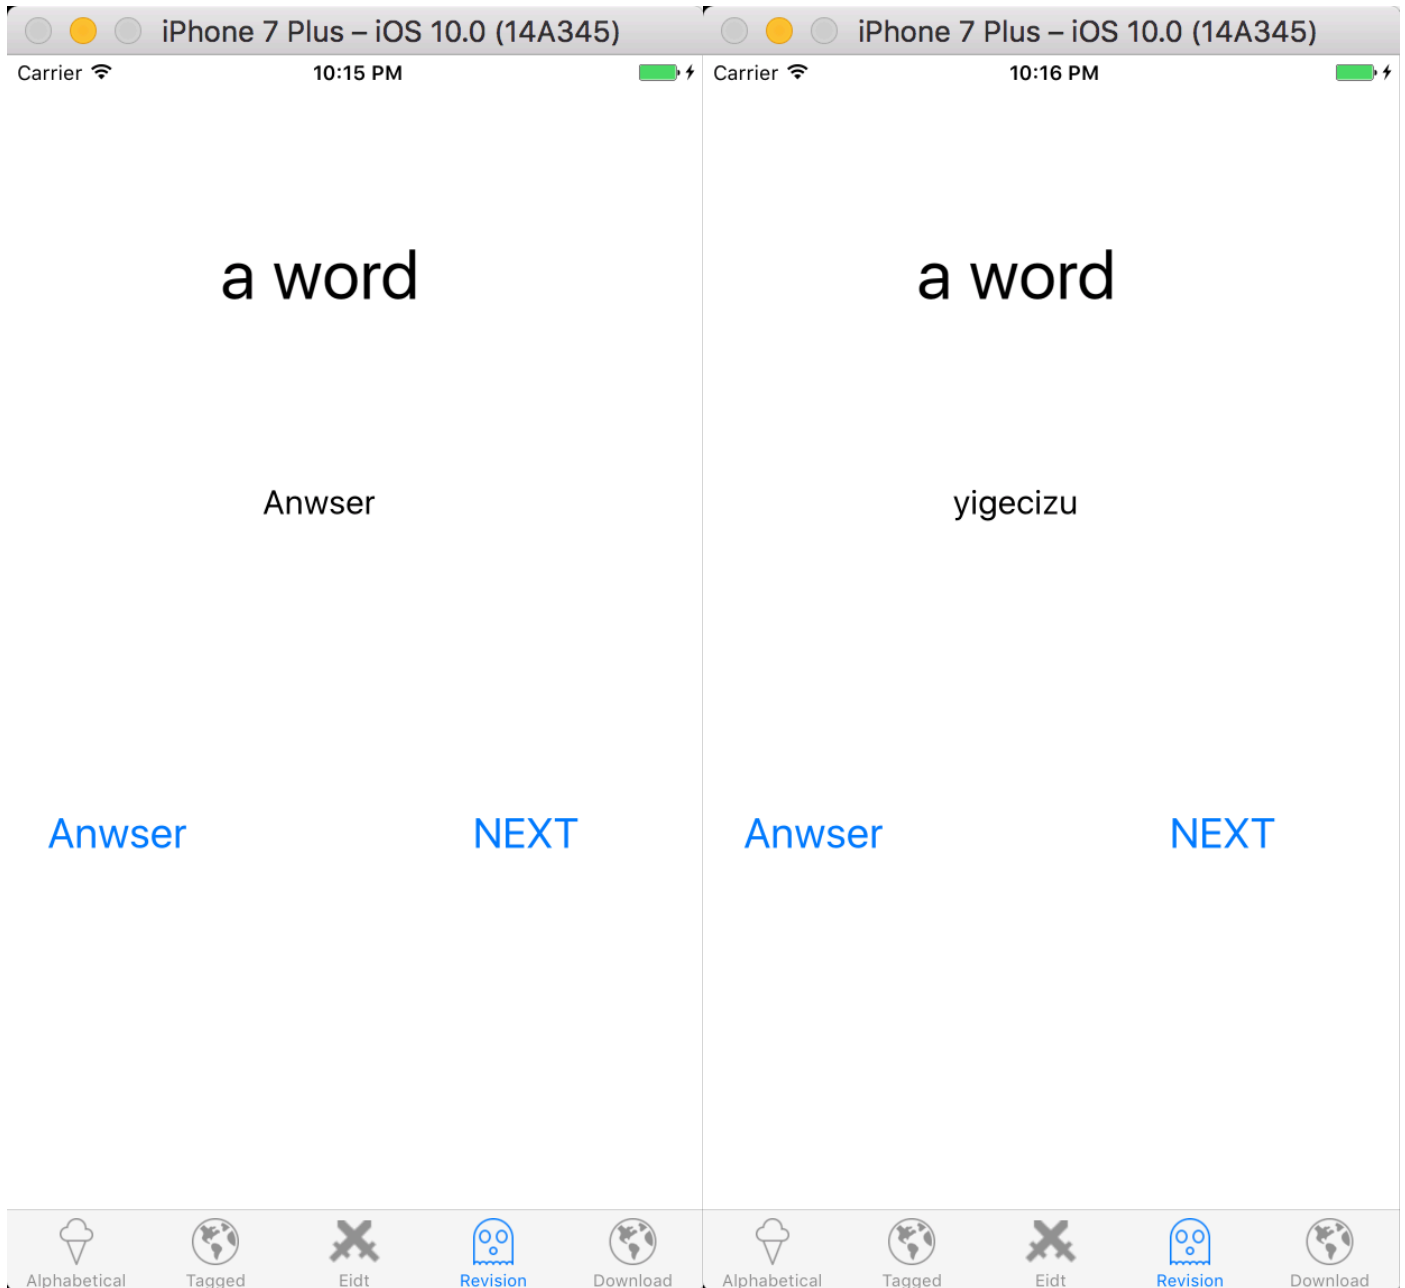 iPhone 7 Plus – iOS 10.0 (14A345)
Carrier 10:15 PM
a word
Anwser
Anwser NEXT
Alphabetical Tagged Eidt Revision Download
iPhone 7 Plus – iOS 10.0 (14A345)
Carrier 10:16 PM
a word
yigecizu
Anwser NEXT
Alphabetical Tagged Eidt Revision Download